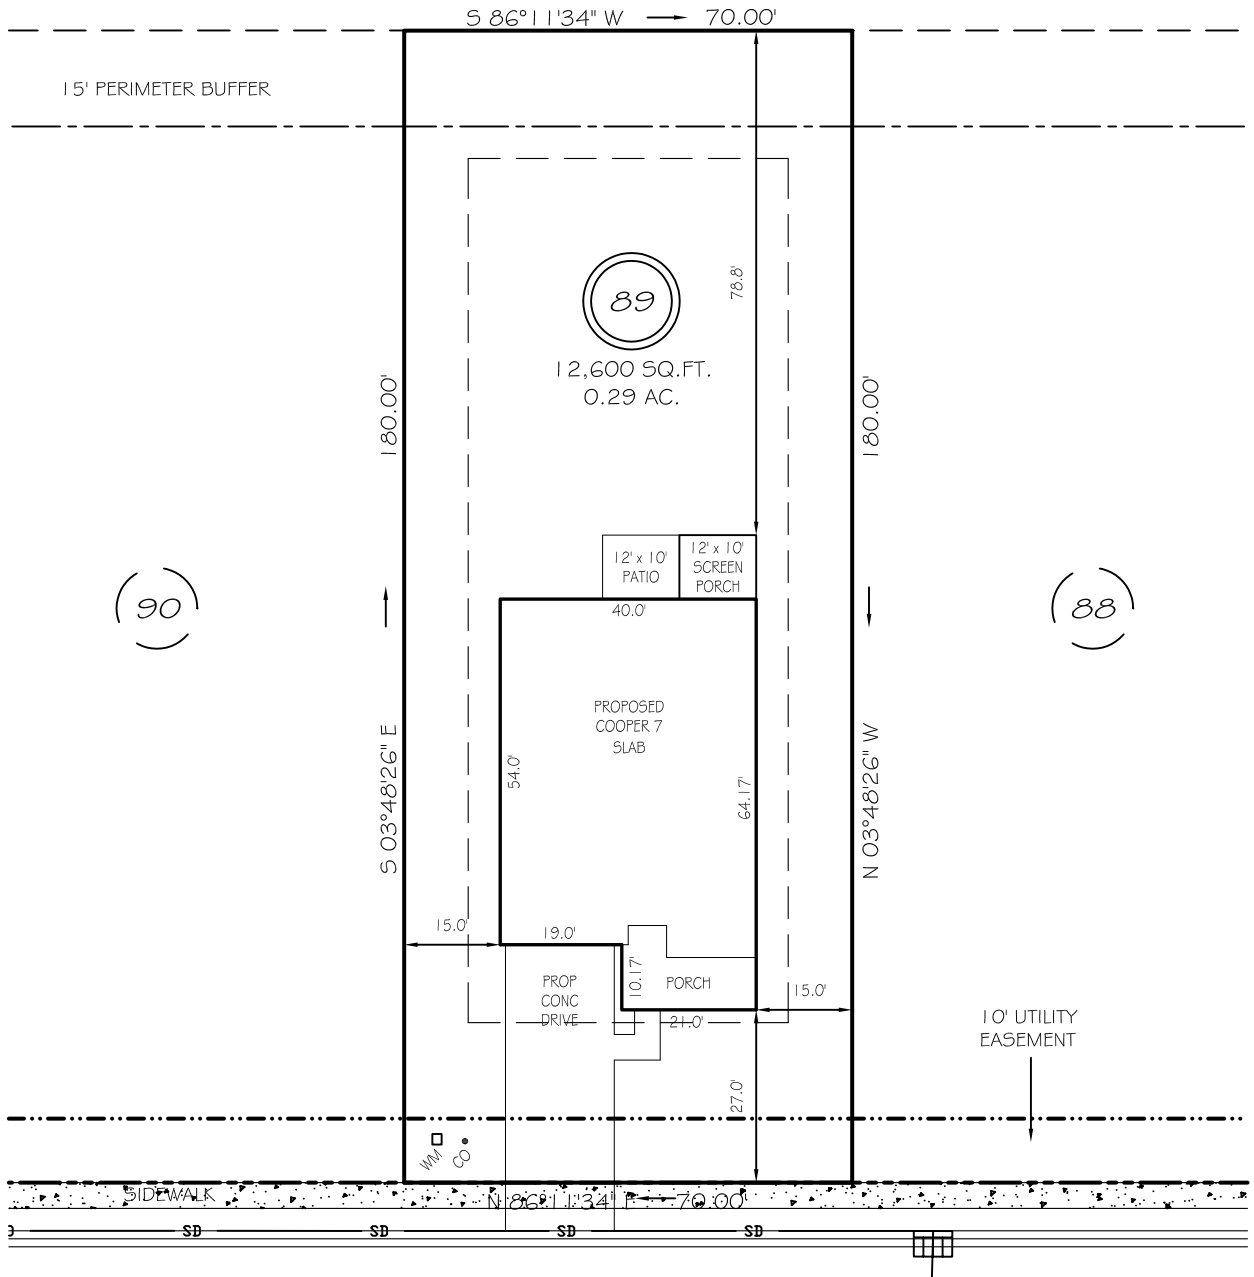 S 86°11'34" W 70.00'
15' PERIMETER BUFFER
78.8'
89
12,600 SQ.FT.
0.29 AC.
180.00'
180.00'
12' x 10'
PATIO
12' x 10'
SCREEN
PORCH
40.0'
90
88
PROPOSED
COOPER 7
SLAB
54.0'
64.17'
S 03°48'26" E
N 03°48'26" W
15.0'
19.0'
10.17'
PORCH
PROP
CONC
DRIVE
15.0'
21.0'
10' UTILITY
EASEMENT
27.0'
WM
CO
SIDEWALK
N 86°11'34" E 70.00'
SD SD SD SD